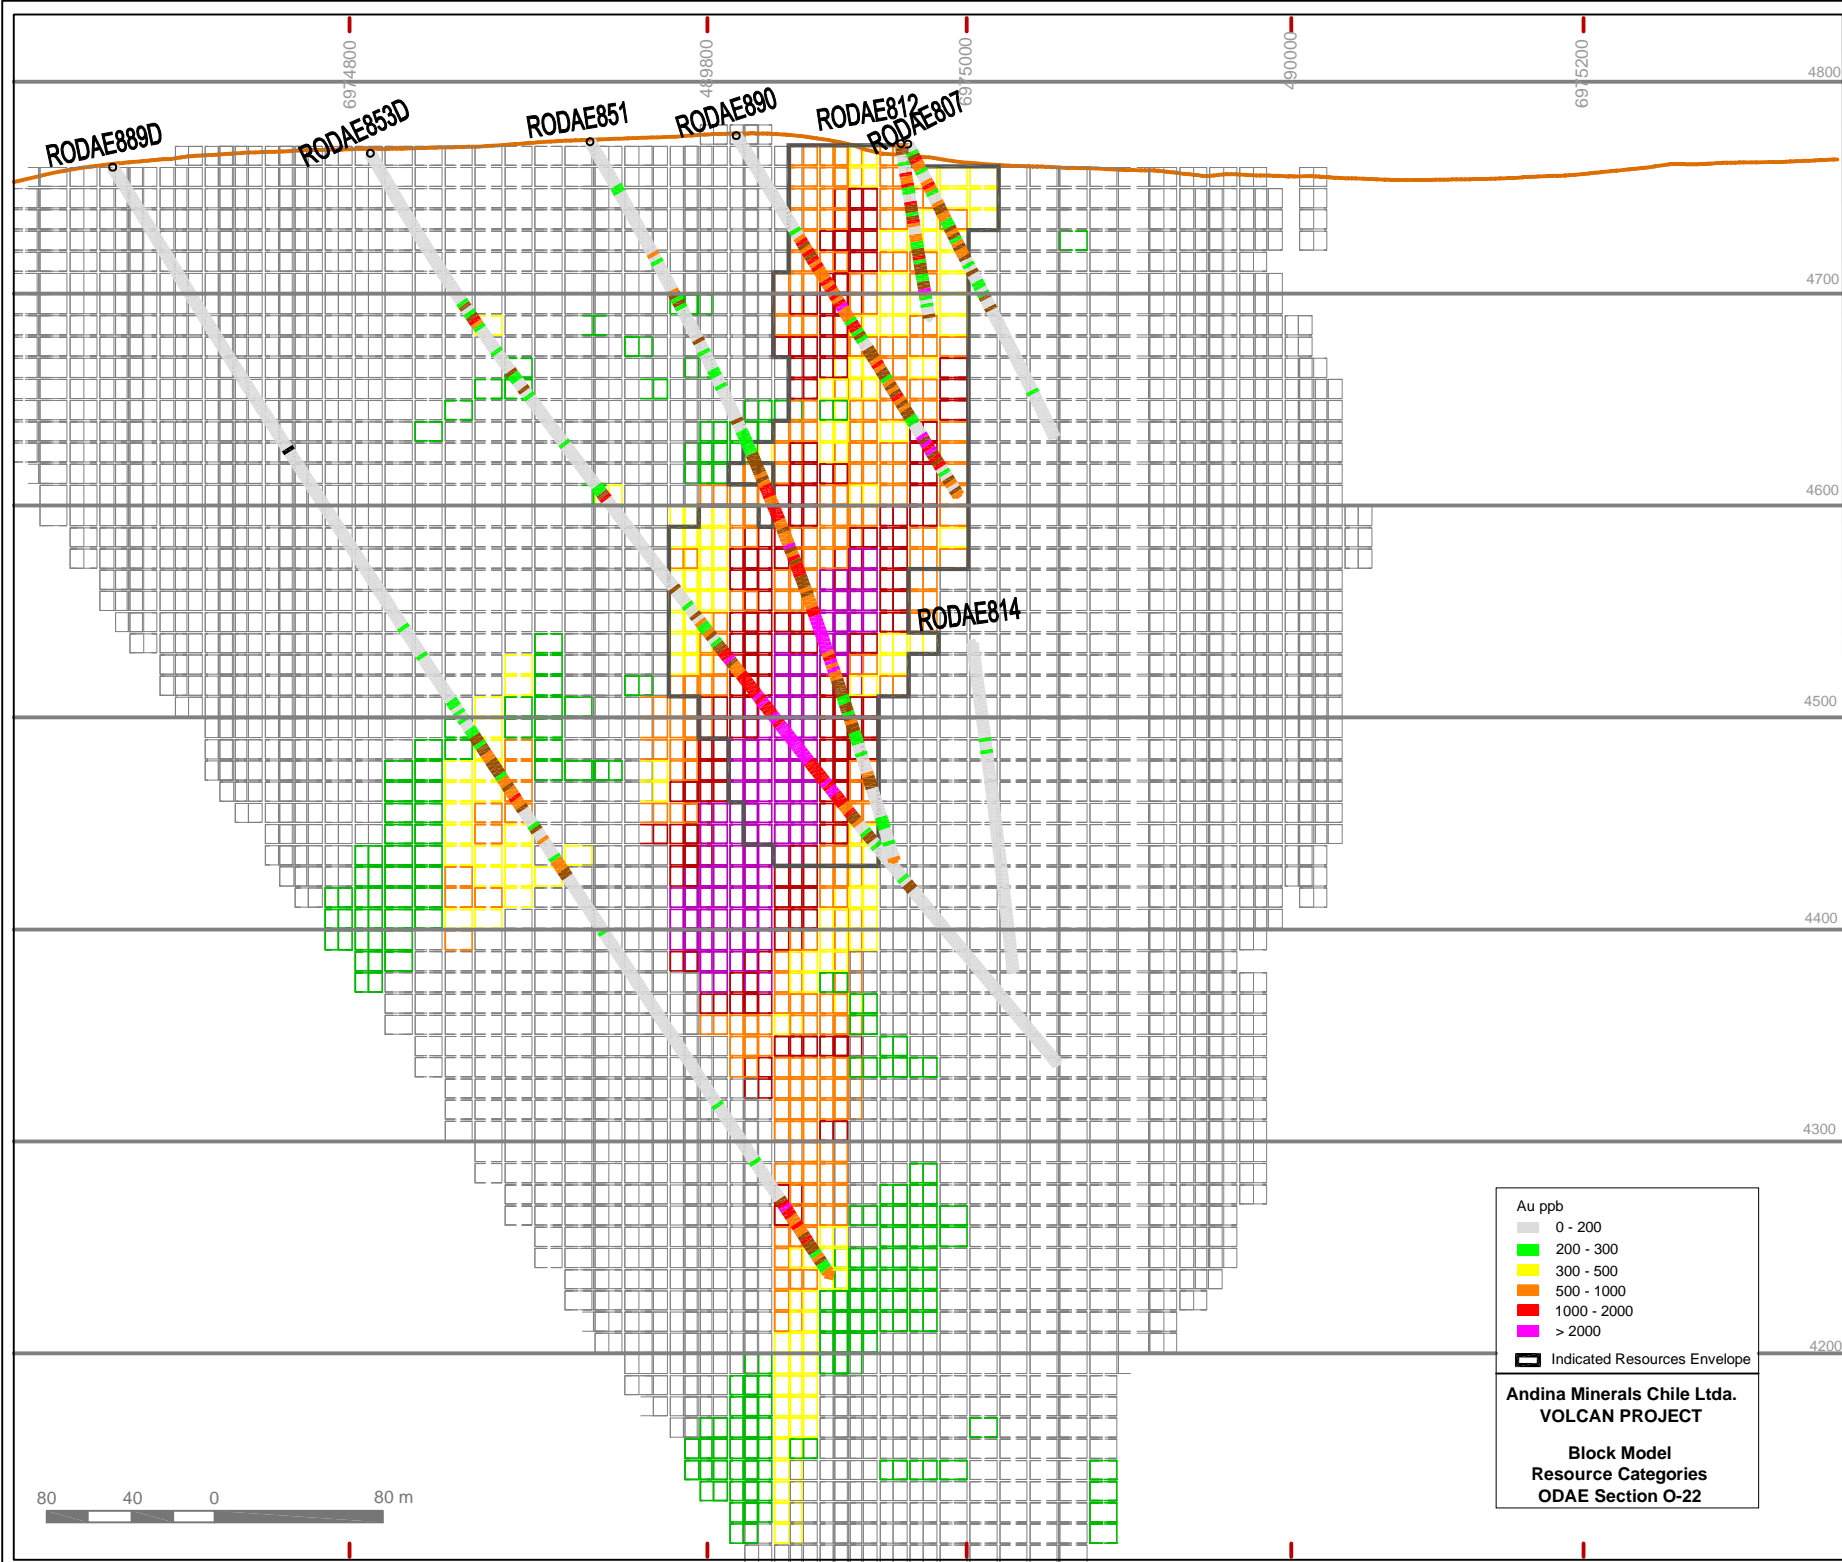 6974800
489800
6975000
490000
6975200
4800
RODAE889D
RODAE853D
RODAE851
RODAE890
RODAE812
RODAE807
4700
4600
RODAE814
4500
4400
4300
4200
Au ppb
0 - 200
200 - 300
300 - 500
500 - 1000
1000 - 2000
> 2000
Indicated Resources Envelope
Andina Minerals Chile Ltda.
VOLCAN PROJECT
Block Model
Resource Categories
ODAE Section O-22
80 40 0 80 m